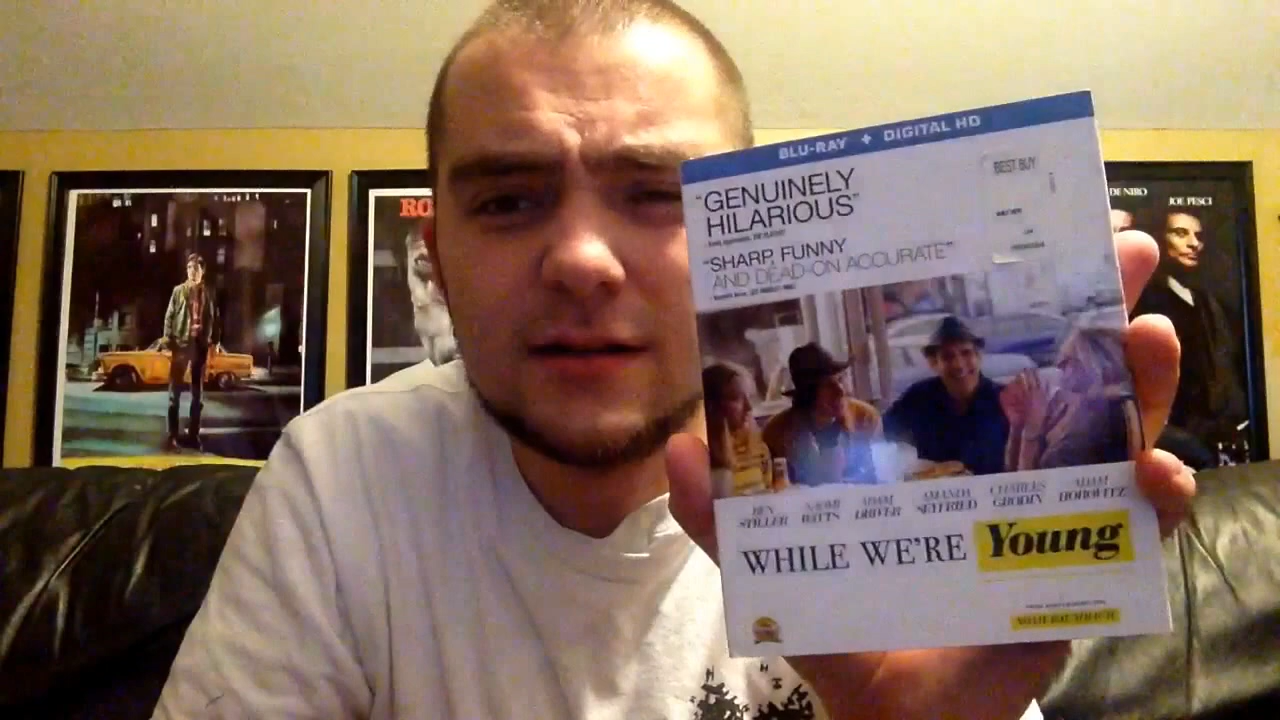 BLU-RAY + DIGITAL HD
"GENUINELY
HILARIOUS"
"SHARP, FUNNY
AND DEAD-ON ACCURATE"
BEST BUY
BEN
STILLER
NAOMI
WATTS
ADAM
DRIVER
AMANDA
SEYFRIED
CHARLES
GRODIN
ADAM
HOROVITZ
WHILE WE'RE Young
RO
DE NIRO
JOE PESCI